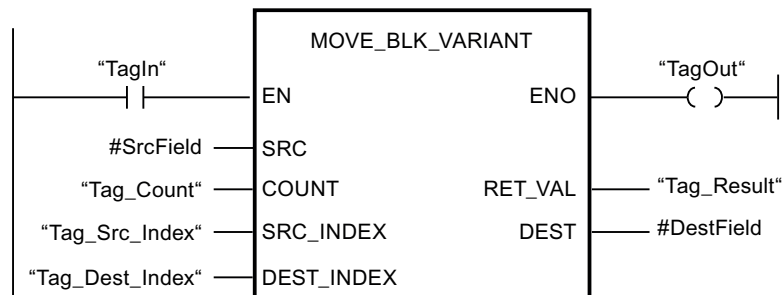 MOVE_BLK_VARIANT
“TagIn“
“TagOut“
EN
ENO
#SrcField
SRC
“Tag_Count“
COUNT
RET_VAL
“Tag_Result“
“Tag_Src_Index“
SRC_INDEX
DEST
#DestField
“Tag_Dest_Index“
DEST_INDEX